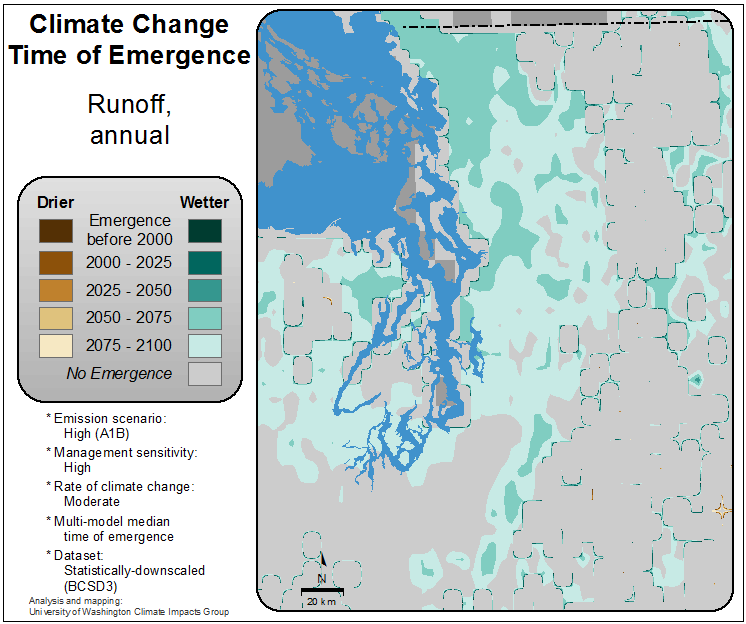 Climate Change
Time of Emergence
Runoff,
annual
Drier Wetter
Emergence
before 2000
2000 - 2025
2025 - 2050
2050 - 2075
2075 - 2100
No Emergence
* Emission scenario:
High (A1B)
* Management sensitivity:
High
* Rate of climate change:
Moderate
* Multi-model median
time of emergence
* Dataset:
Statistically-downscaled
(BCSD3)
Analysis and mapping:
University of Washington Climate Impacts Group
N
20 km